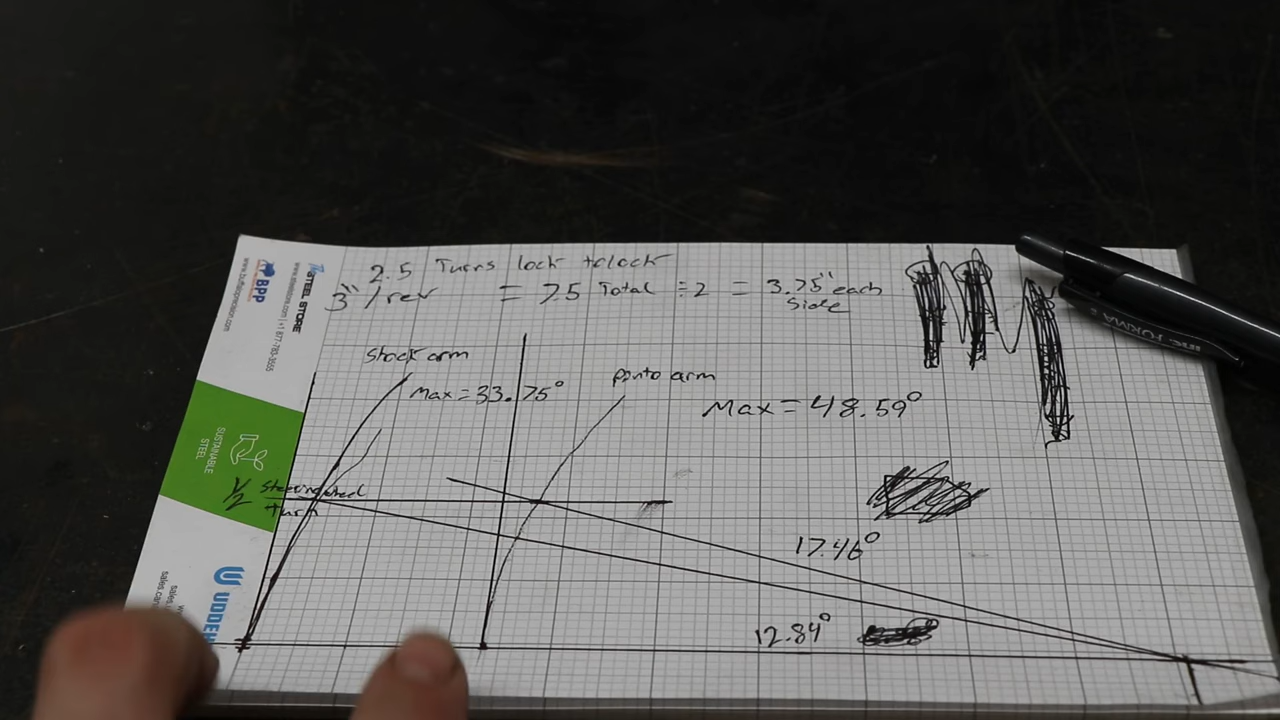 2.5 Turns lock to lock
3"/rev = 7.5 Total ÷ 2 = 3.75" each side
Stock arm
Max = 33.75°
pinto arm
Max = 48.59°
1/2 steering wheel turn
17.46°
12.84°
BPP
STEEL STORE
SUSTAINABLE
STEEL